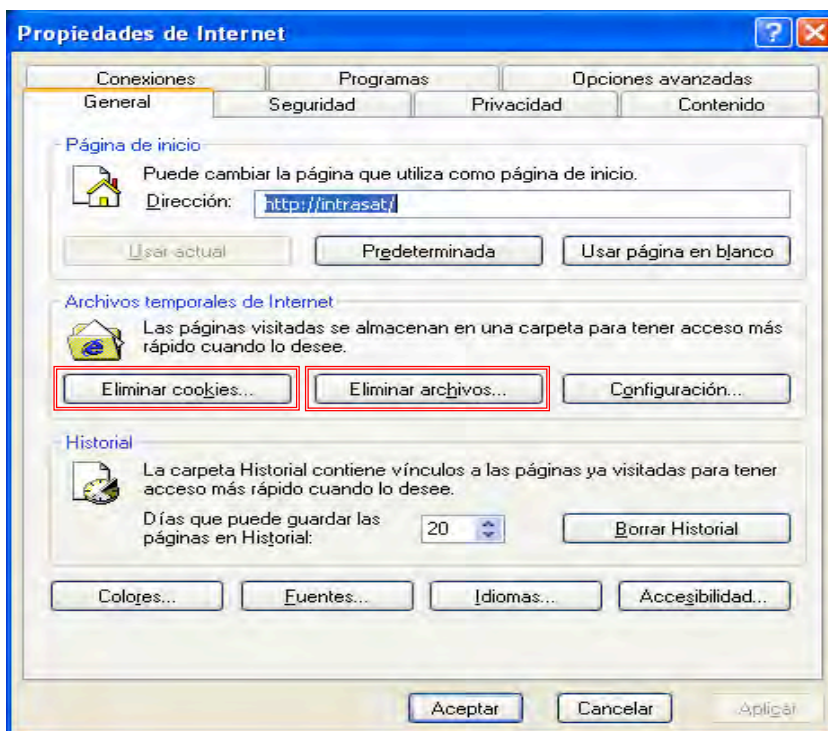 Propiedades de Internet
Conexiones Programas Opciones avanzadas
General Seguridad Privacidad Contenido
Página de inicio
Puede cambiar la página que utiliza como página de inicio.
Dirección: http://intrasat/
Usar actual Predeterminada Usar página en blanco
Archivos temporales de Internet
Las páginas visitadas se almacenan en una carpeta para tener acceso más
rápido cuando lo desee.
Eliminar cookies... Eliminar archivos... Configuración...
Historial
La carpeta Historial contiene vínculos a las páginas ya visitadas para tener
acceso más rápido cuando lo desee.
Días que puede guardar las
páginas en Historial: 20 Borrar Historial
Colores... Fuentes... Idiomas... Accesibilidad...
Aceptar Cancelar Aplicar